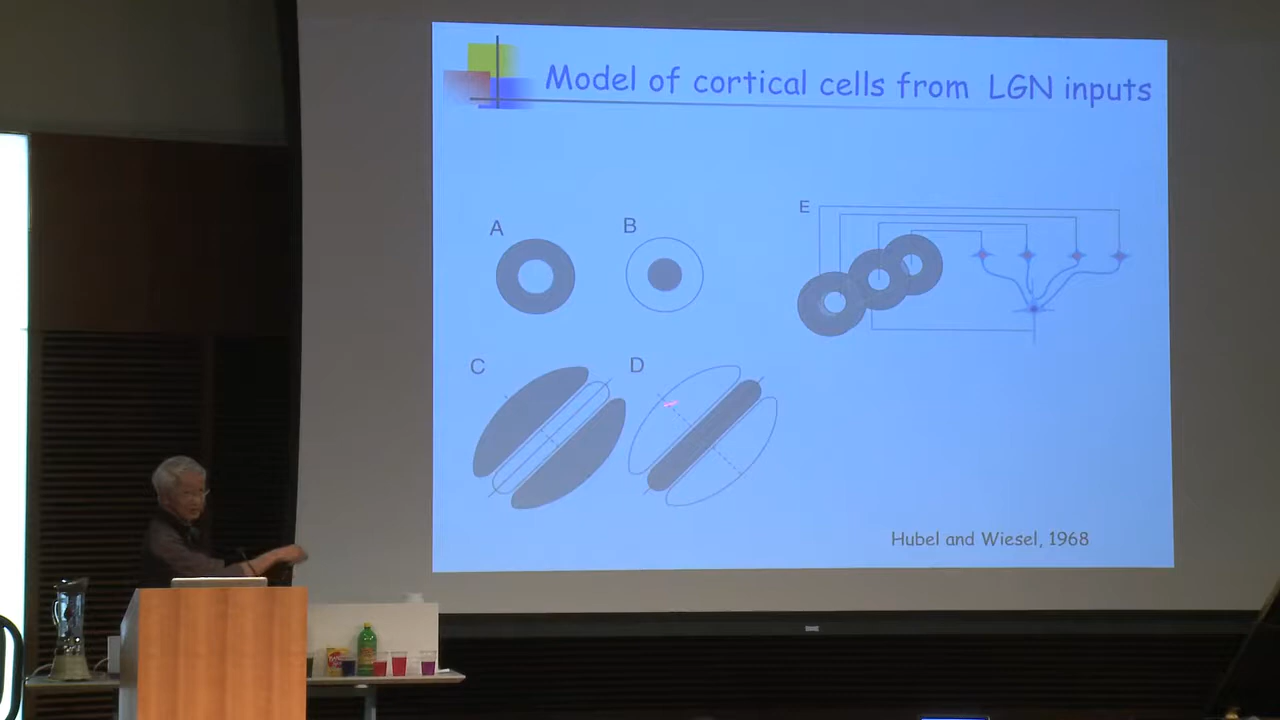 Model of cortical cells from LGN inputs
A
B
E
C
D
Hubel and Wiesel, 1968